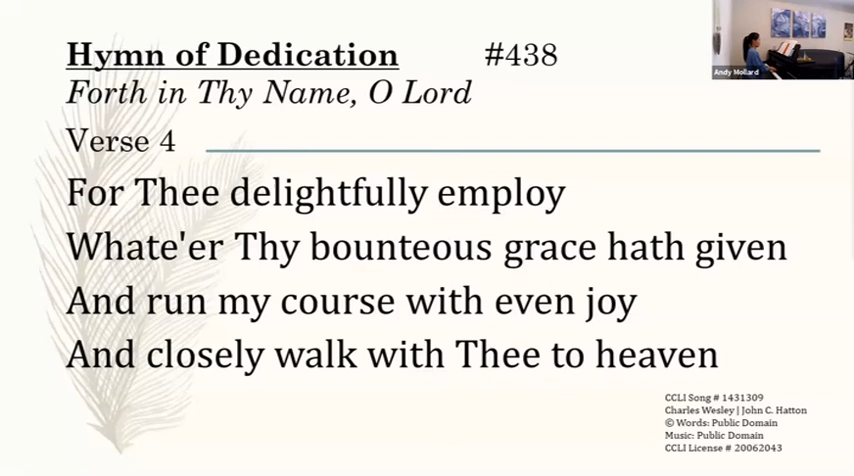 Hymn of Dedication #438
Forth in Thy Name, O Lord
Verse 4
For Thee delightfully employ
Whate'er Thy bounteous grace hath given
And run my course with even joy
And closely walk with Thee to heaven
CCLI Song # 1431309
Charles Wesley | John C. Hatton
© Words: Public Domain
Music: Public Domain
CCLI License # 20062043
Andy Mollard